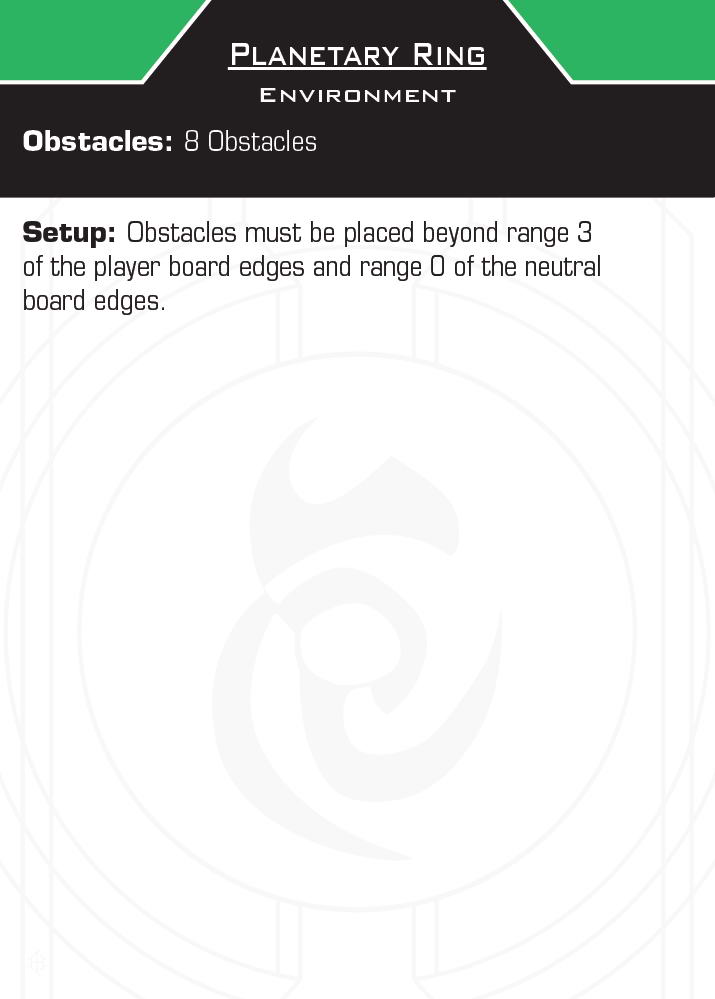 Planetary Ring
Environment
Obstacles: 8 Obstacles
Setup: Obstacles must be placed beyond range 3
of the player board edges and range 0 of the neutral
board edges.